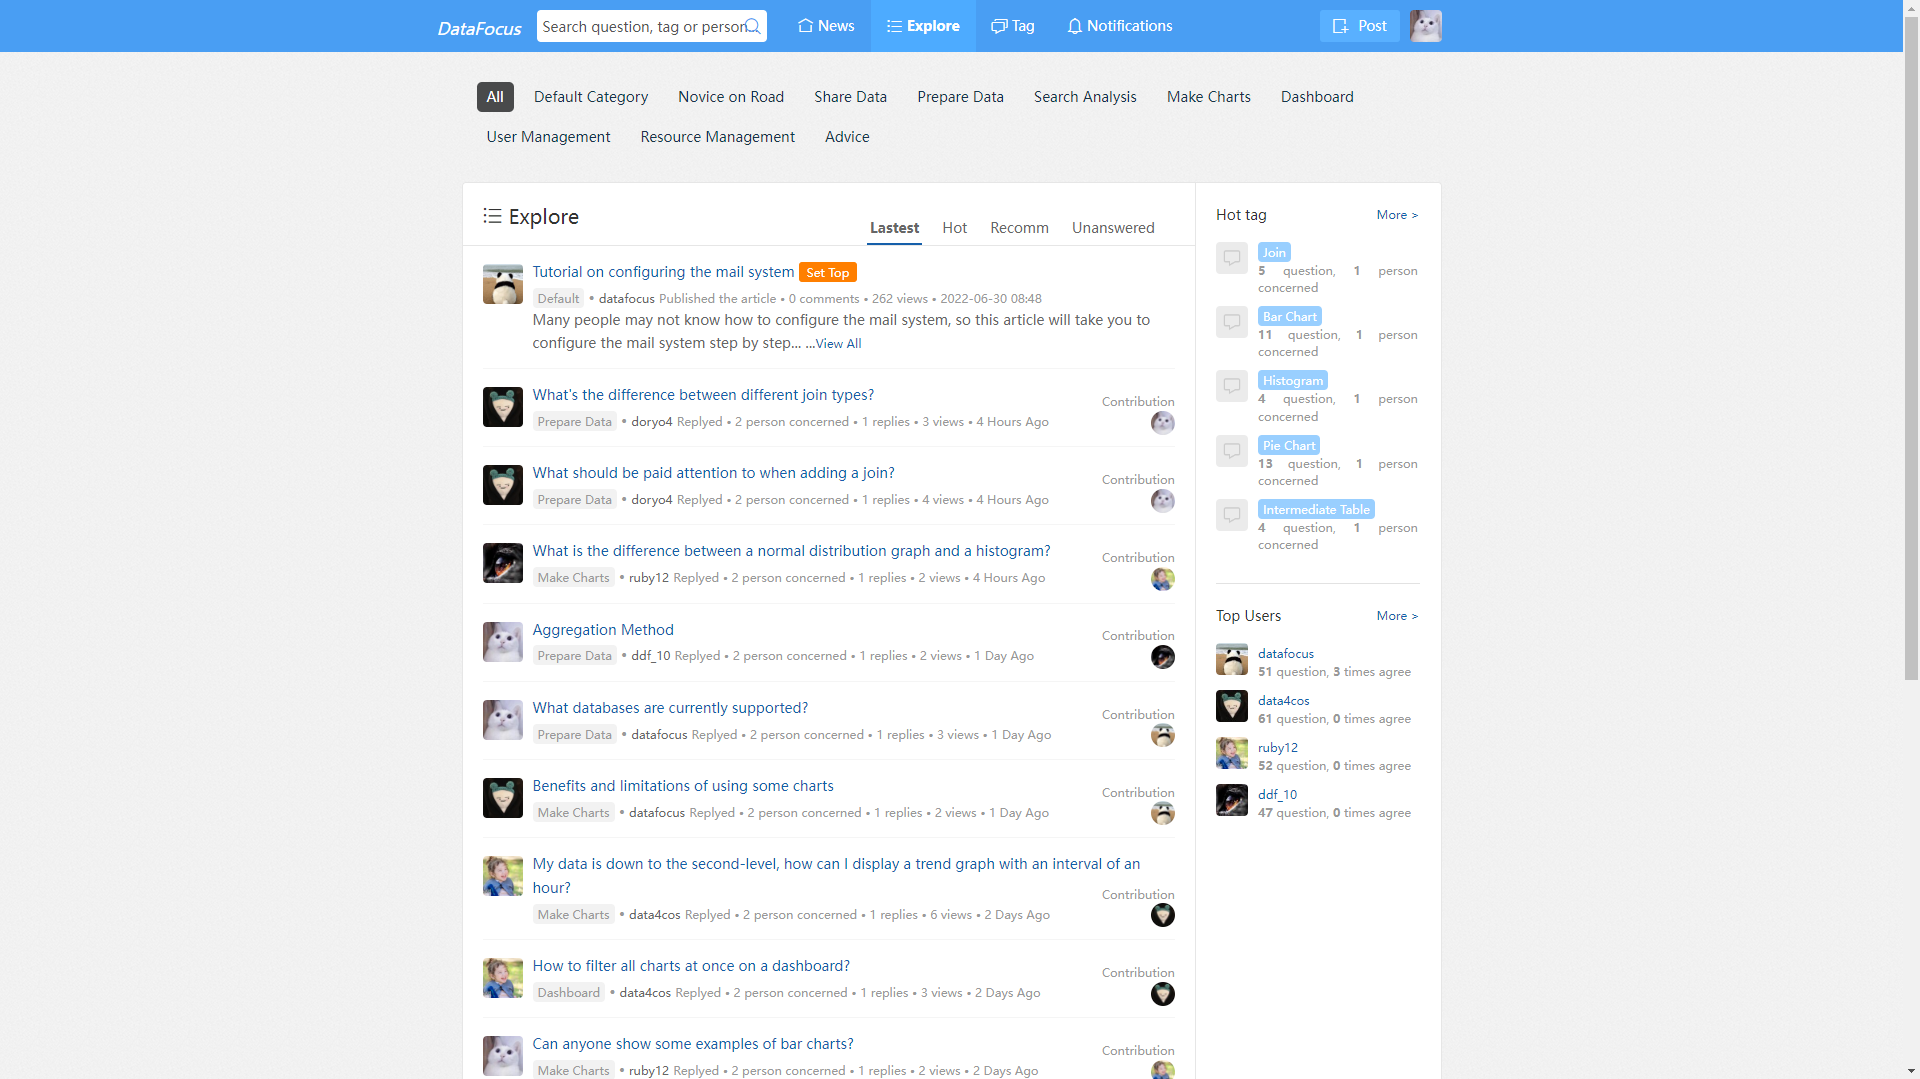 DataFocus
Search question, tag or person
News
Explore
Tag
Notifications
Post
All
Default Category
Novice on Road
Share Data
Prepare Data
Search Analysis
Make Charts
Dashboard
User Management
Resource Management
Advice
Explore
Lastest
Hot
Recomm
Unanswered
Tutorial on configuring the mail system Set Top
Default • datafocus Published the article • 0 comments • 262 views • 2022-06-30 08:48
Many people may not know how to configure the mail system, so this article will take you to
configure the mail system step by step... ...View All
What's the difference between different join types?
Contribution
Prepare Data • doryo4 Replyed • 2 person concerned • 1 replies • 3 views • 4 Hours Ago
What should be paid attention to when adding a join?
Contribution
Prepare Data • doryo4 Replyed • 2 person concerned • 1 replies • 4 views • 4 Hours Ago
What is the difference between a normal distribution graph and a histogram?
Contribution
Make Charts • ruby12 Replyed • 2 person concerned • 1 replies • 2 views • 4 Hours Ago
Aggregation Method
Contribution
Prepare Data • ddf_10 Replyed • 2 person concerned • 1 replies • 2 views • 1 Day Ago
What databases are currently supported?
Contribution
Prepare Data • datafocus Replyed • 2 person concerned • 1 replies • 3 views • 1 Day Ago
Benefits and limitations of using some charts
Contribution
Make Charts • datafocus Replyed • 2 person concerned • 1 replies • 2 views • 1 Day Ago
My data is down to the second-level, how can I display a trend graph with an interval of an
hour?
Contribution
Make Charts • data4cos Replyed • 2 person concerned • 1 replies • 6 views • 2 Days Ago
How to filter all charts at once on a dashboard?
Contribution
Dashboard • data4cos Replyed • 2 person concerned • 1 replies • 3 views • 2 Days Ago
Can anyone show some examples of bar charts?
Contribution
Make Charts • ruby12 Replyed • 2 person concerned • 1 replies • 2 views • 2 Days Ago
Hot tag
More >
Join
5 question, 1 person
concerned
Bar Chart
11 question, 1 person
concerned
Histogram
4 question, 1 person
concerned
Pie Chart
13 question, 1 person
concerned
Intermediate Table
4 question, 1 person
concerned
Top Users
More >
datafocus
51 question, 3 times agree
data4cos
61 question, 0 times agree
ruby12
52 question, 0 times agree
ddf_10
47 question, 0 times agree